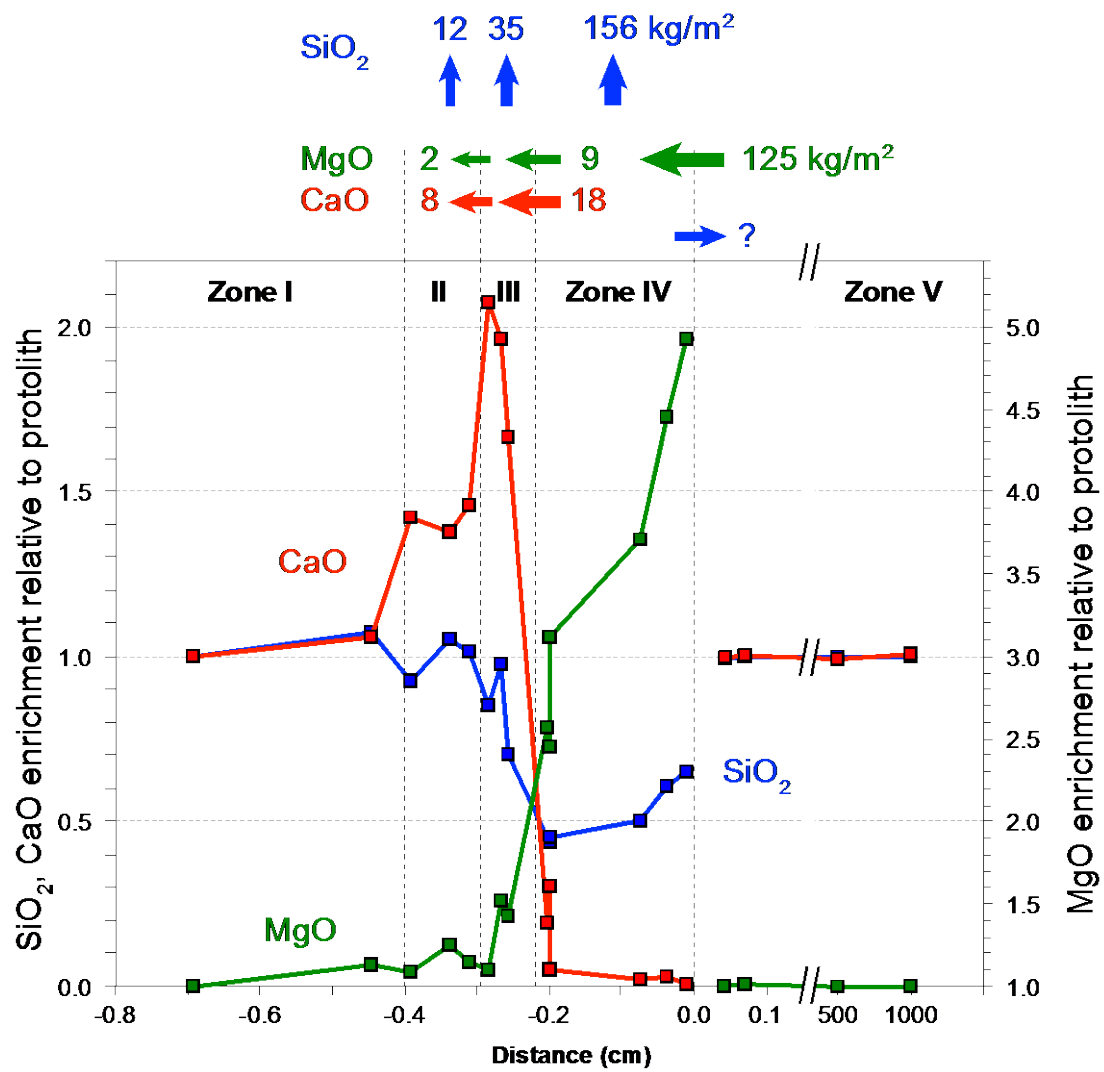 12 35 156 kg/m²
SiO₂
MgO 2 9 125 kg/m²
CaO 8 18
?
Zone I II III Zone IV Zone V
2.0 5.0
4.5
1.5 4.0
CaO
3.5
1.0 3.0
2.5
SiO₂
0.5 2.0
MgO
1.5
0.0 1.0
-0.8 -0.6 -0.4 -0.2 0.0 0.1 500 1000
Distance (cm)
SiO₂, CaO enrichment relative to protolith
MgO enrichment relative to protolith